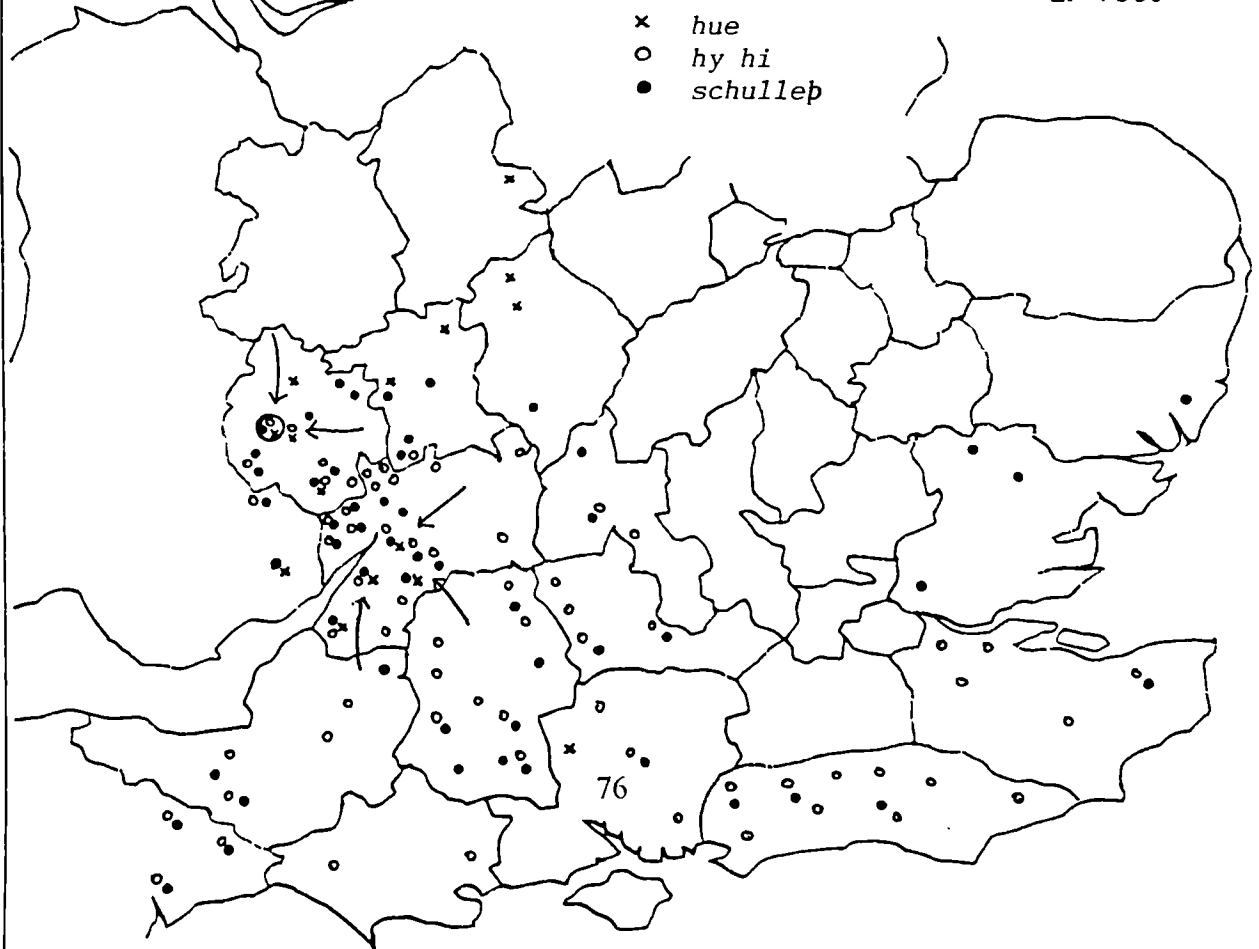 × hue
○ hy hi
● schulleþ
76